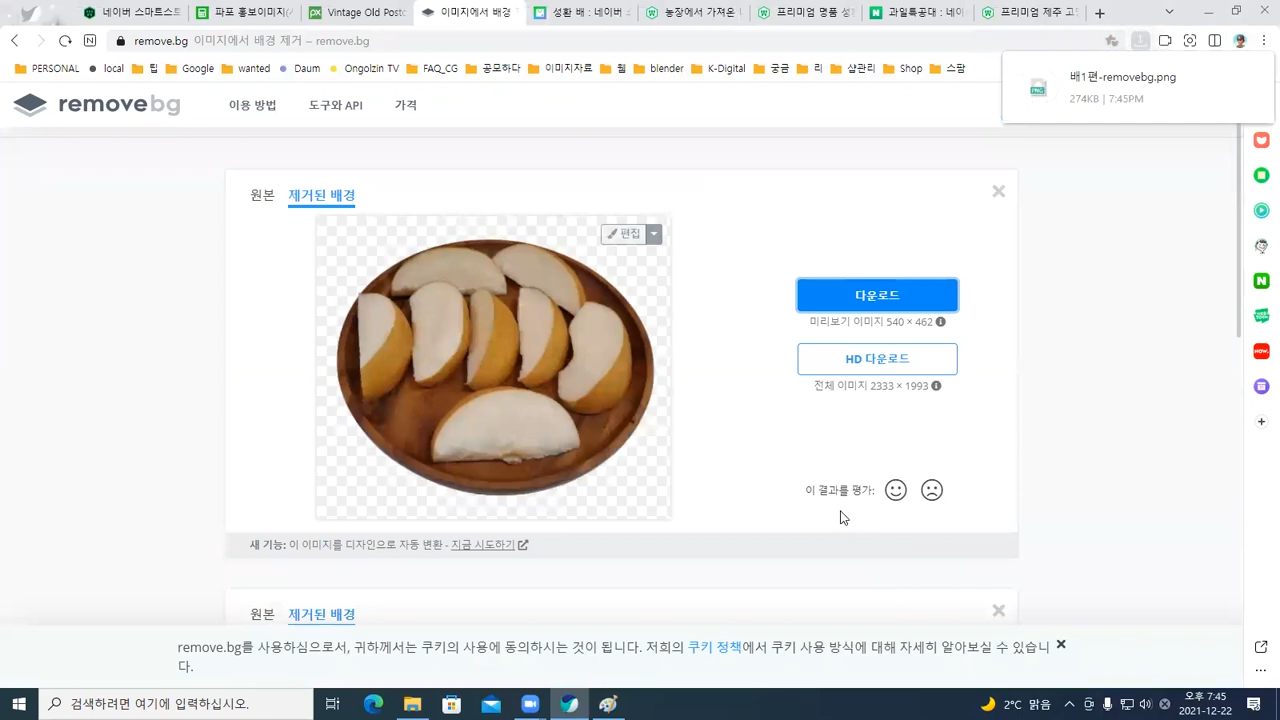 네이버 스마트스토
파포 홍보이미지(ㅅ
Vintage Old Postc
이미지에서 배경
생활 : 네이버
농장에서 가져온
프리미엄 명품 성
과일특공대 : 네이
프리미엄 제주 고
remove.bg 이미지에서 배경 제거 – remove.bg
PERSONAL local 팁 Google wanted Daum Ongolzin TV FAQ_CG 공모하다 이미지자료 웹 blender K-Digital 궁굼 리 샵관리 Shop 스팜
배1편-removebg.png
274KB | 7:45PM
removebg 이용 방법 도구와 API 가격
원본 제거된 배경
편집
다운로드
미리보기 이미지 540 × 462
HD 다운로드
전체 이미지 2333 × 1993
이 결과를 평가:
새 기능: 이 이미지를 디자인으로 자동 변환 - 지금 시도하기
원본 제거된 배경
remove.bg를 사용하심으로서, 귀하께서는 쿠키의 사용에 동의하시는 것이 됩니다. 저희의 쿠키 정책에서 쿠키 사용 방식에 대해 자세히 알아보실 수 있습니
다.
검색하려면 여기에 입력하십시오.
2°C 맑음
오후 7:45
2021-12-22